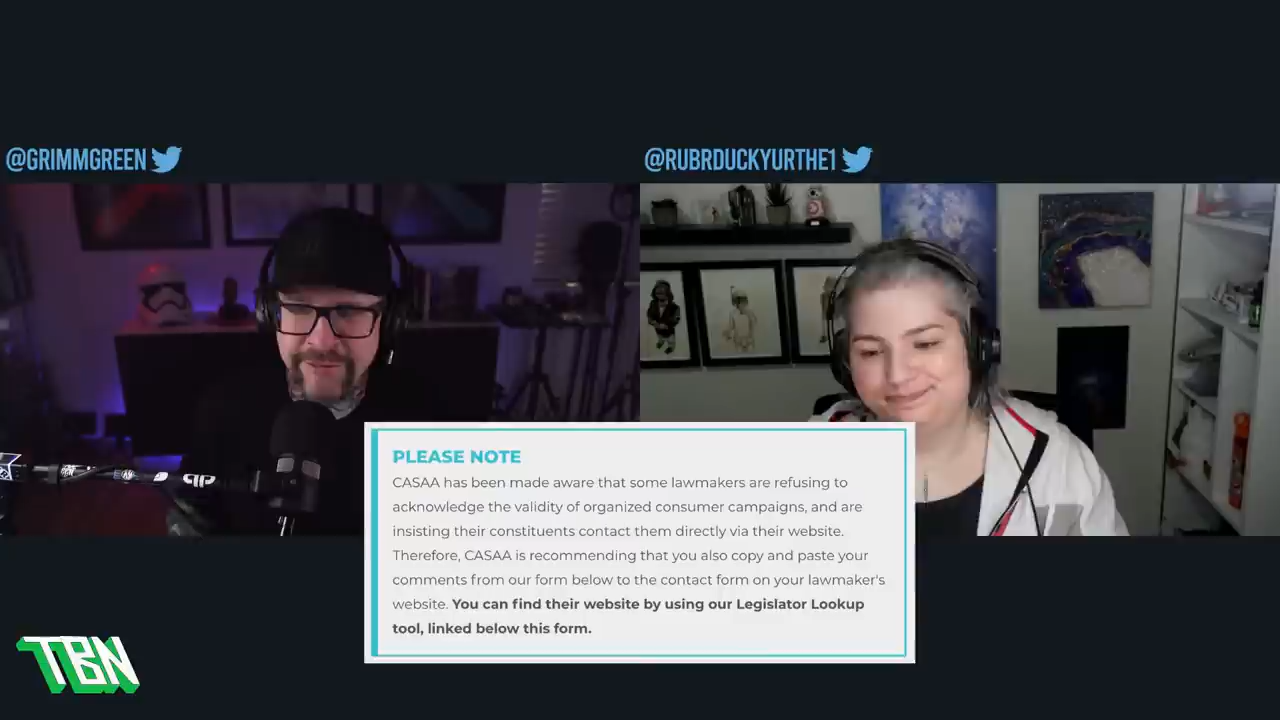 @GRIMMGREEN
@RUBRDUCKYURTHE1
PLEASE NOTE
CASAA has been made aware that some lawmakers are refusing to
acknowledge the validity of organized consumer campaigns, and are
insisting their constituents contact them directly via their website.
Therefore, CASAA is recommending that you also copy and paste your
comments from our form below to the contact form on your lawmaker's
website. You can find their website by using our Legislator Lookup
tool, linked below this form.
TBN